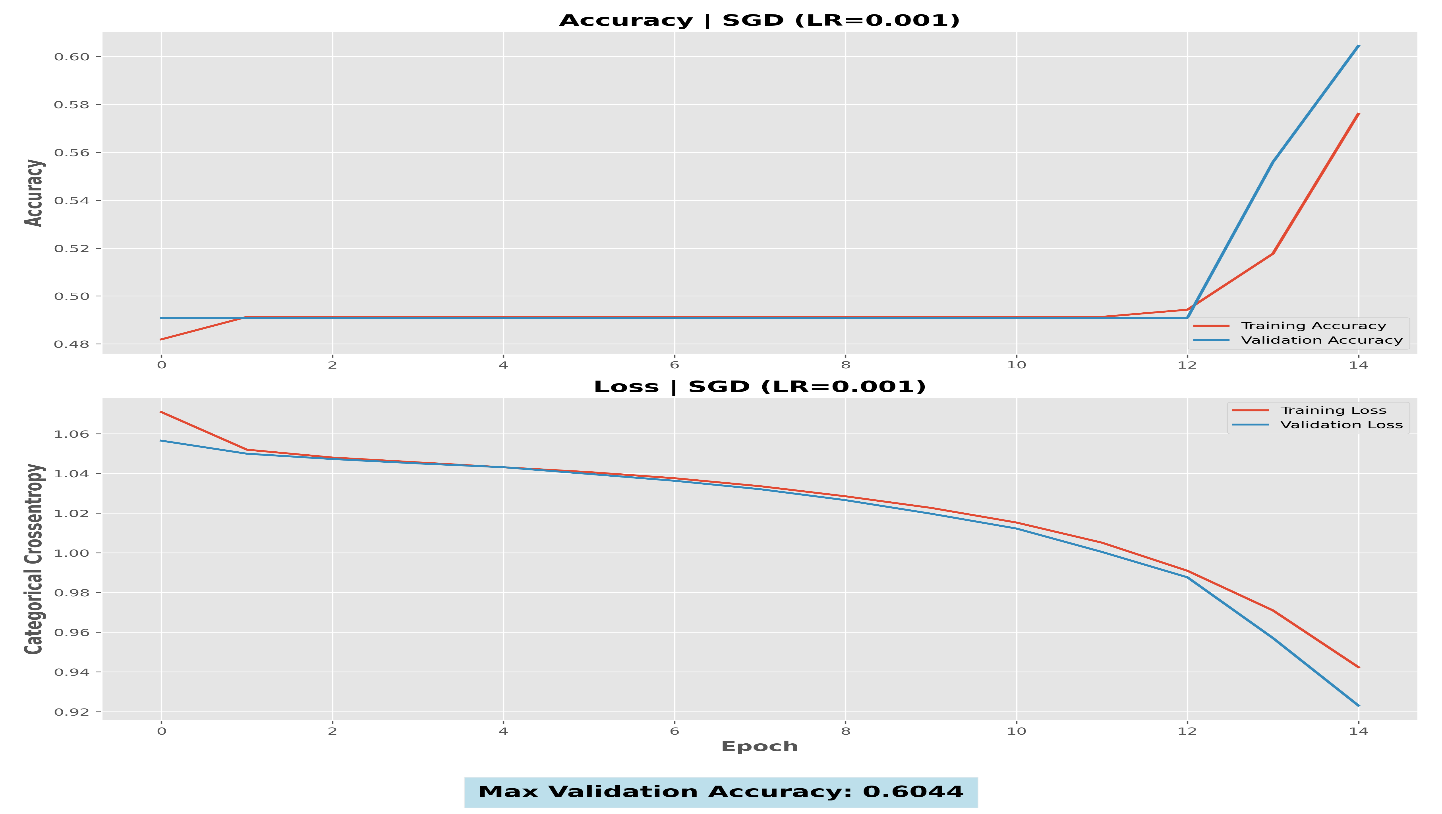 Accuracy | SGD (LR=0.001)
Accuracy
0.60
0.58
0.56
0.54
0.52
0.50
0.48
Training Accuracy
Validation Accuracy
0 2 4 6 8 10 12 14
Loss | SGD (LR=0.001)
Categorical Crossentropy
1.06
1.04
1.02
1.00
0.98
0.96
0.94
0.92
Training Loss
Validation Loss
0 2 4 6 8 10 12 14
Epoch
Max Validation Accuracy: 0.6044